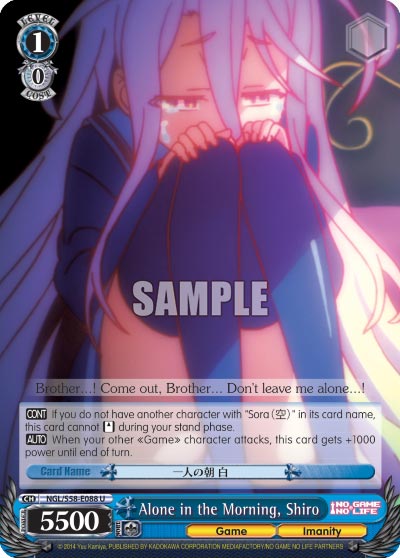 LEVEL
1
0
COST
SAMPLE
Brother...! Come out, Brother... Don't leave me alone...!
CONT If you do not have another character with "Sora (空)" in its card name,
this card cannot during your stand phase.
AUTO When your other «Game» character attacks, this card gets +1000
power until end of turn.
Card Name 一人の朝 白
CH NGL/S58-E088 U
POWER 5500 Alone in the Morning, Shiro NO GAME NO LIFE
Game Imanity
© 2014 Yuu Kamiya, PUBLISHED BY KADOKAWA CORPORATION MEDIAFACTORY/NO GAME NO LIFE PARTNERS